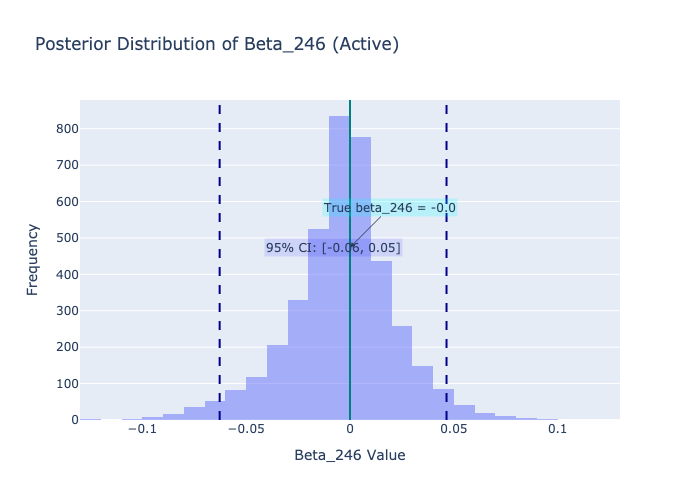 Posterior Distribution of Beta_246 (Active)
800
700
600
500
400
300
200
100
0
Frequency
True beta_246 = -0.0
95% CI: [-0.06, 0.05]
−0.1
−0.05
0
0.05
0.1
Beta_246 Value